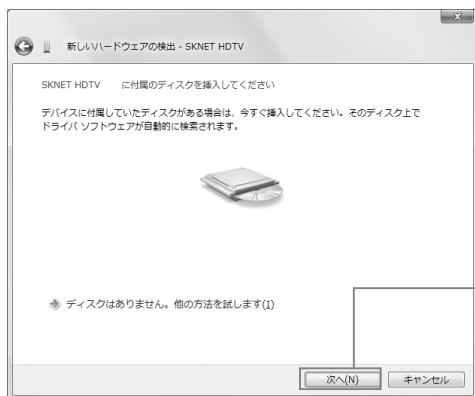 新しいハードウェアの検出 - SKNET HDTV
SKNET HDTV に付属のディスクを挿入してください
デバイスに付属していたディスクがある場合は、今すぐ挿入してください。そのディスク上で
ドライバ ソフトウェアが自動的に検索されます。
ディスクはありません。他の方法を試します(I)
次へ(N)
キャンセル